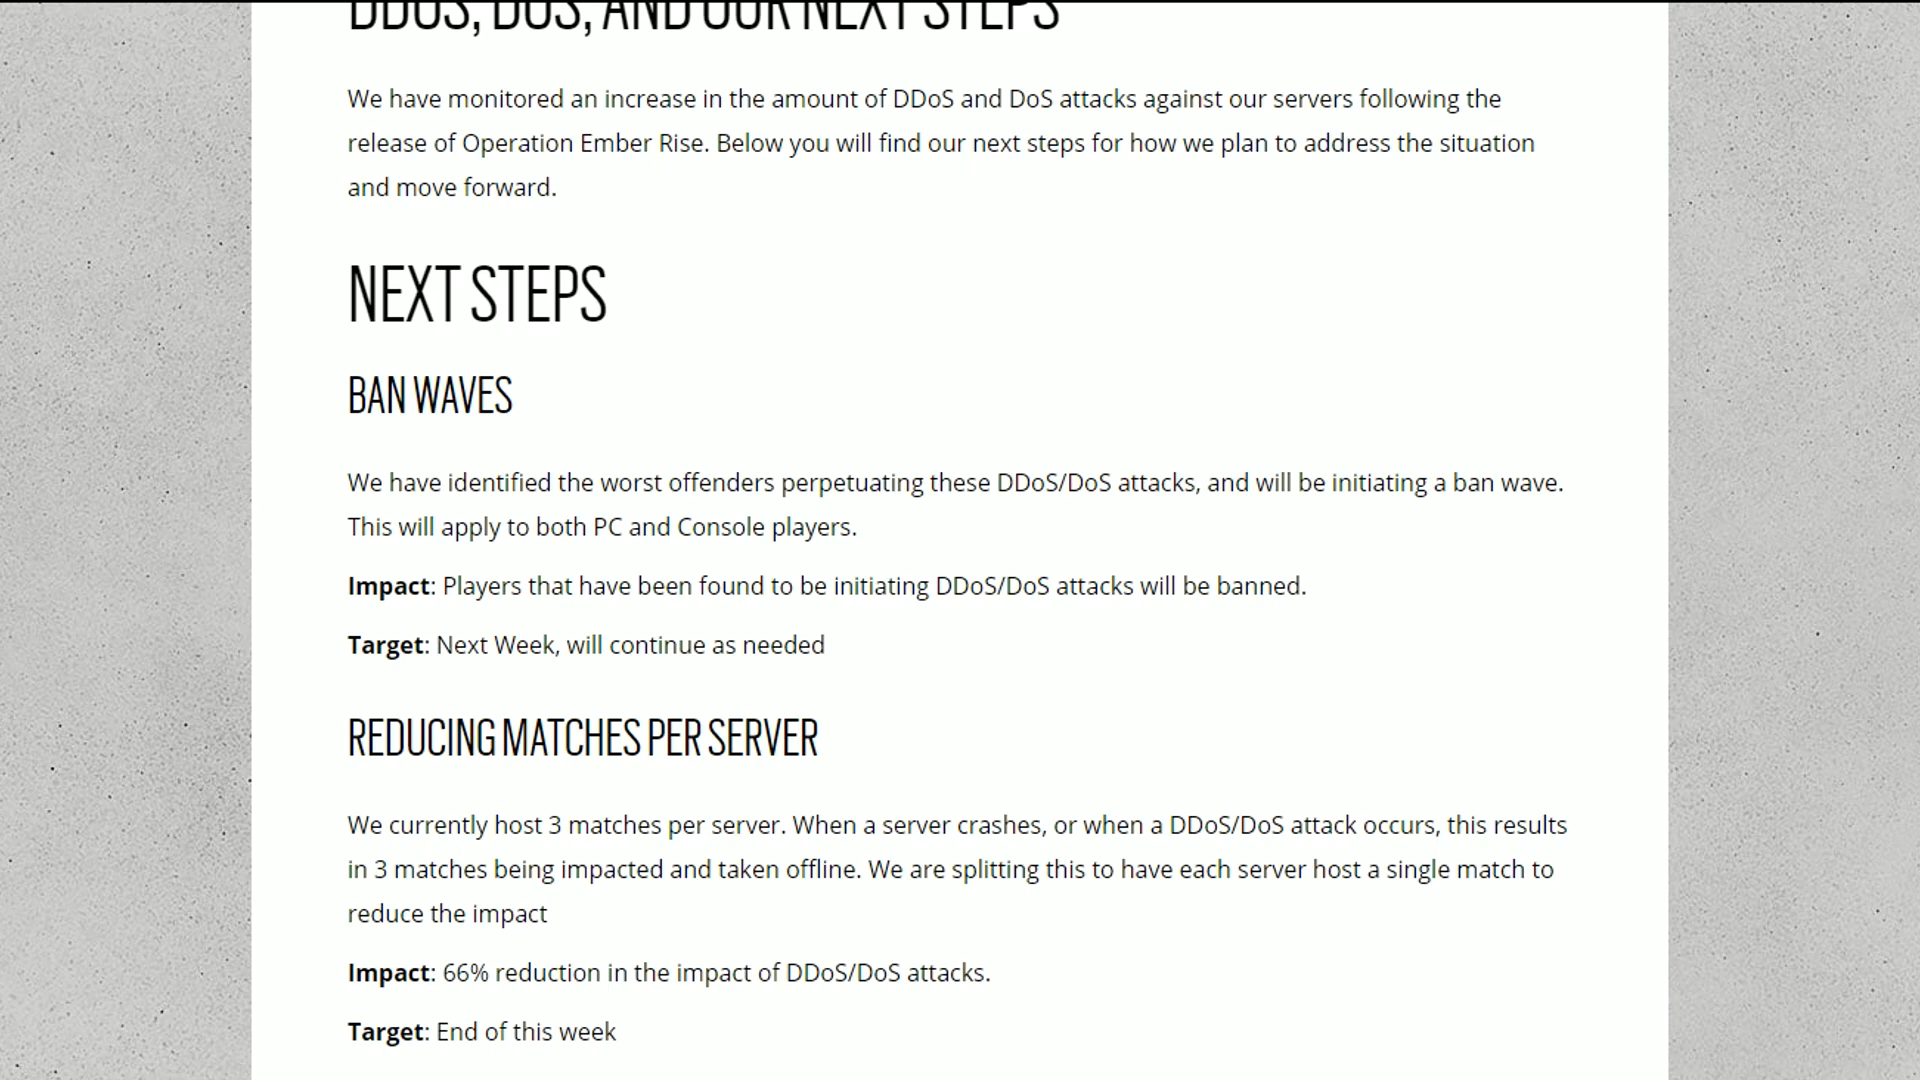 DDOS, DOS, AND OUR NEXT STEPS
We have monitored an increase in the amount of DDoS and DoS attacks against our servers following the
release of Operation Ember Rise. Below you will find our next steps for how we plan to address the situation
and move forward.
NEXT STEPS
BAN WAVES
We have identified the worst offenders perpetuating these DDoS/DoS attacks, and will be initiating a ban wave.
This will apply to both PC and Console players.
Impact: Players that have been found to be initiating DDoS/DoS attacks will be banned.
Target: Next Week, will continue as needed
REDUCING MATCHES PER SERVER
We currently host 3 matches per server. When a server crashes, or when a DDoS/DoS attack occurs, this results
in 3 matches being impacted and taken offline. We are splitting this to have each server host a single match to
reduce the impact
Impact: 66% reduction in the impact of DDoS/DoS attacks.
Target: End of this week